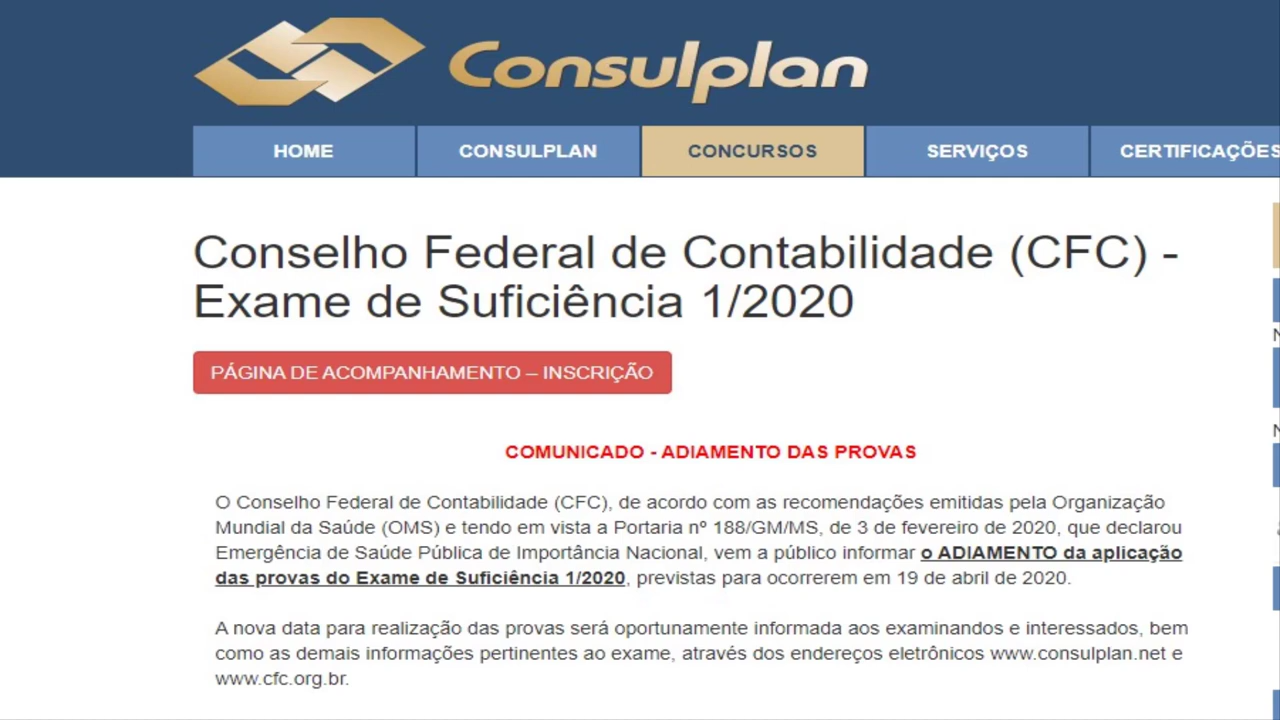 Consulplan
HOME
CONSULPLAN
CONCURSOS
SERVIÇOS
CERTIFICAÇÕES
Conselho Federal de Contabilidade (CFC) -
Exame de Suficiência 1/2020
PÁGINA DE ACOMPANHAMENTO – INSCRIÇÃO
COMUNICADO - ADIAMENTO DAS PROVAS
O Conselho Federal de Contabilidade (CFC), de acordo com as recomendações emitidas pela Organização
Mundial da Saúde (OMS) e tendo em vista a Portaria nº 188/GM/MS, de 3 de fevereiro de 2020, que declarou
Emergência de Saúde Pública de Importância Nacional, vem a público informar o ADIAMENTO da aplicação
das provas do Exame de Suficiência 1/2020, previstas para ocorrerem em 19 de abril de 2020.
A nova data para realização das provas será oportunamente informada aos examinandos e interessados, bem
como as demais informações pertinentes ao exame, através dos endereços eletrônicos www.consulplan.net e
www.cfc.org.br.